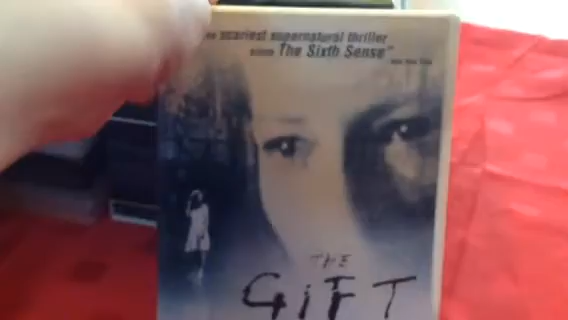 scariest supernatural thriller
since The Sixth Sense"
THE
GIFT